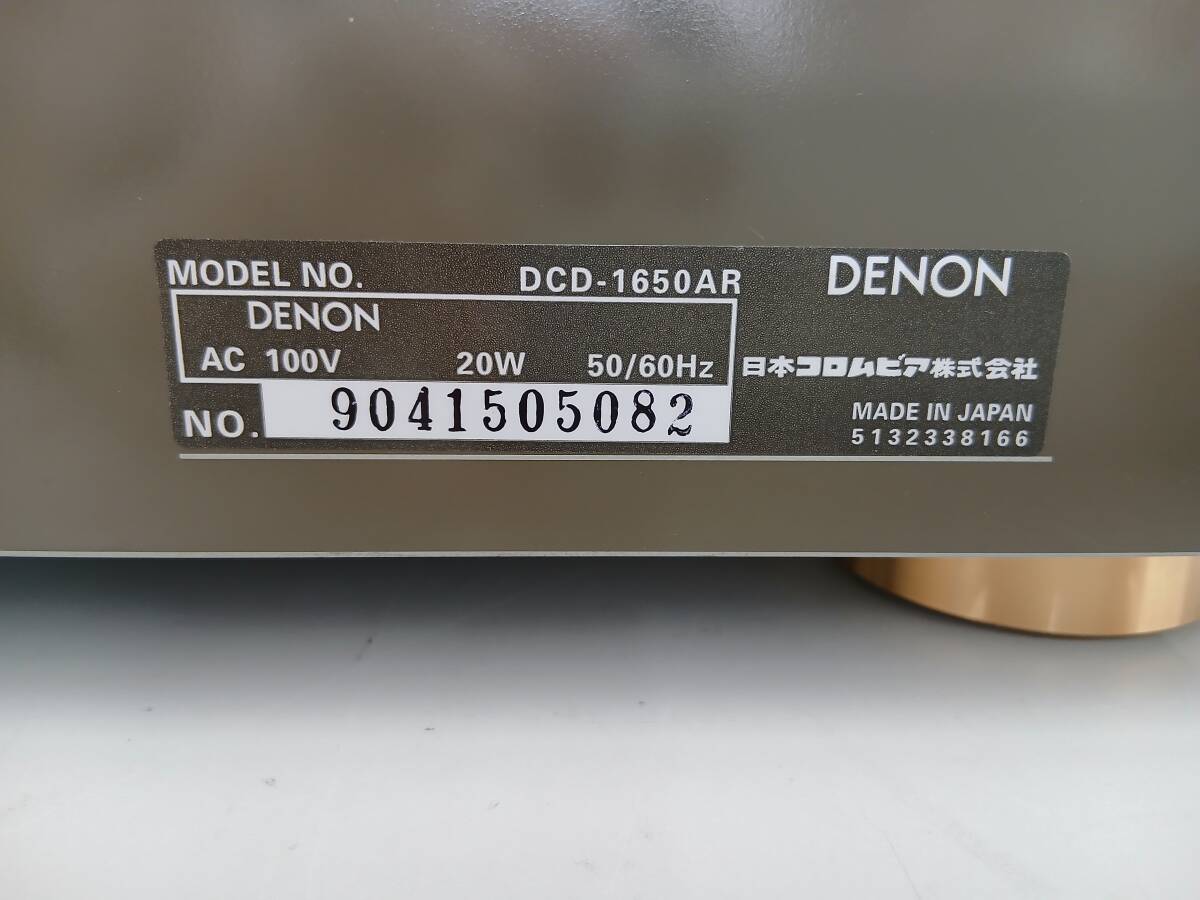 MODEL NO. DCD-1650AR
DENON
AC 100V 20W 50/60Hz
NO. 9041505082
DENON
日本コロムビア株式会社
MADE IN JAPAN
5132338166